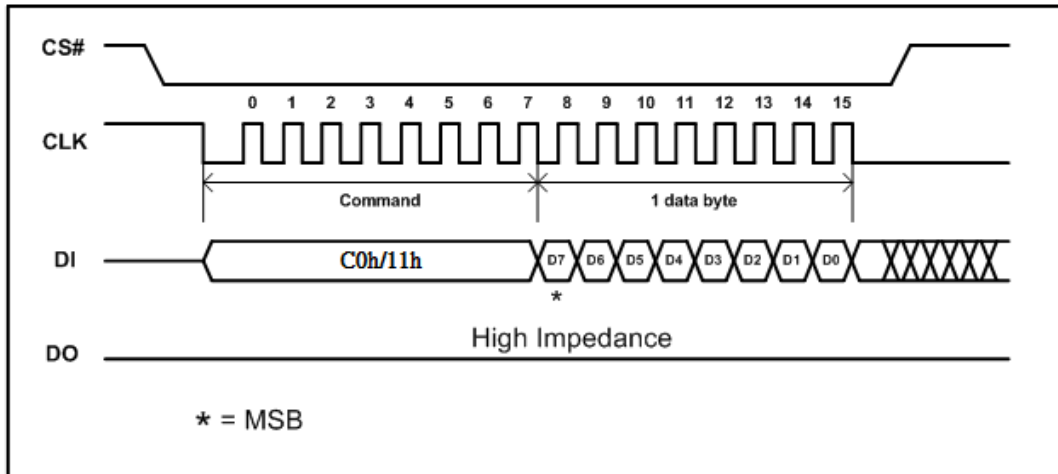 CS#
0 1 2 3 4 5 6 7 8 9 10 11 12 13 14 15
CLK
Command 1 data byte
DI C0h/11h D7 D6 D5 D4 D3 D2 D1 D0
*
High Impedance
DO
* = MSB